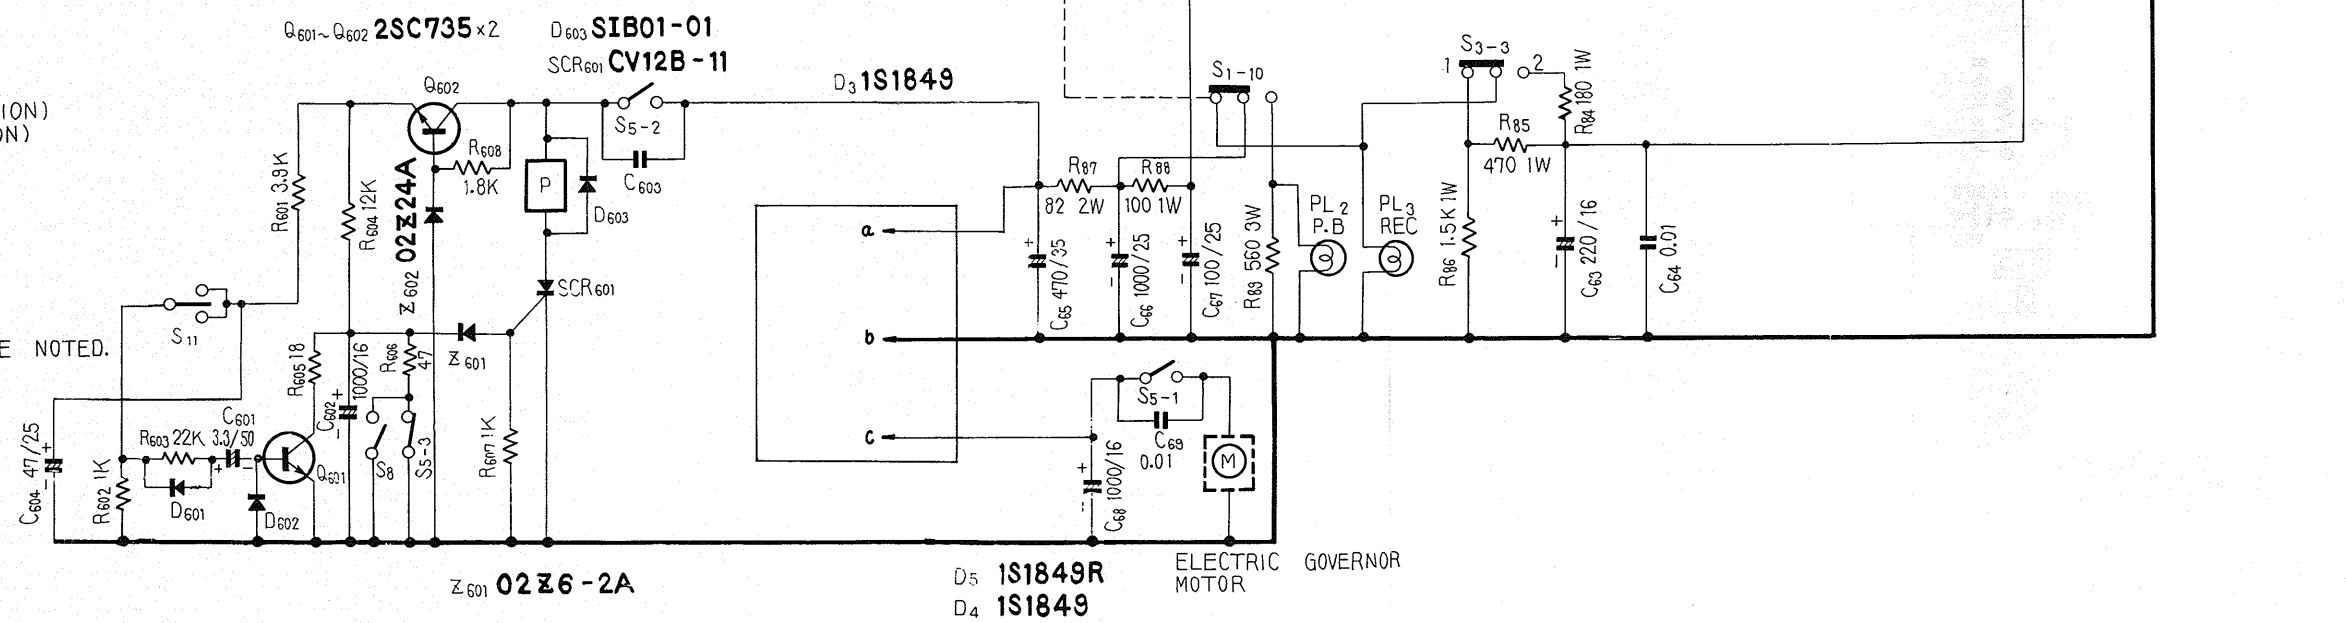 Q601~Q602 2SC735×2
D603 SIB01-01
SCR601 CV12B-11
D3 1S1849
ION)
ON)
E NOTED.
Q602
S5-2
C603
R608
1.8K
P
D603
R601 3.9K
R604 12K
Z602 02Z24A
SCR601
S11
R605 18
C602 1000/16
+
-
R606 47
Z601
C604 47/25
+
-
R602 1K
R603 22K
C601
3.3/50
+
-
D601
D602
Q601
S8
S5-3
R607 1K
Z601 02Z6-2A
a
b
c
R87
82 2W
R88
100 1W
+
C65 470/35
+
-
C66 1000/25
+
-
C67 100/25
S1-10
R89 560 3W
PL2
P.B
PL3
REC
S3-3
1
2
R84 180 1W
R85
470 1W
R86 1.5K 1W
+
-
C63 220/16
C64 0.01
S5-1
C69
0.01
+
-
C68 1000/16
M
ELECTRIC GOVERNOR
MOTOR
D5 1S1849R
D4 1S1849